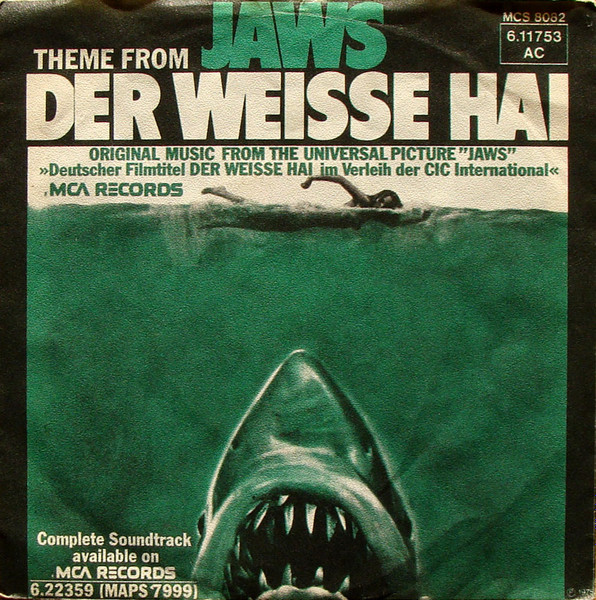 MCS 8082
6.11753
AC
THEME FROM JAWS
DER WEISSE HAI
ORIGINAL MUSIC FROM THE UNIVERSAL PICTURE "JAWS"
»Deutscher Filmtitel DER WEISSE HAI im Verleih der CIC International«
MCA RECORDS
Complete Soundtrack
available on
MCA RECORDS
6.22359 (MAPS 7999)